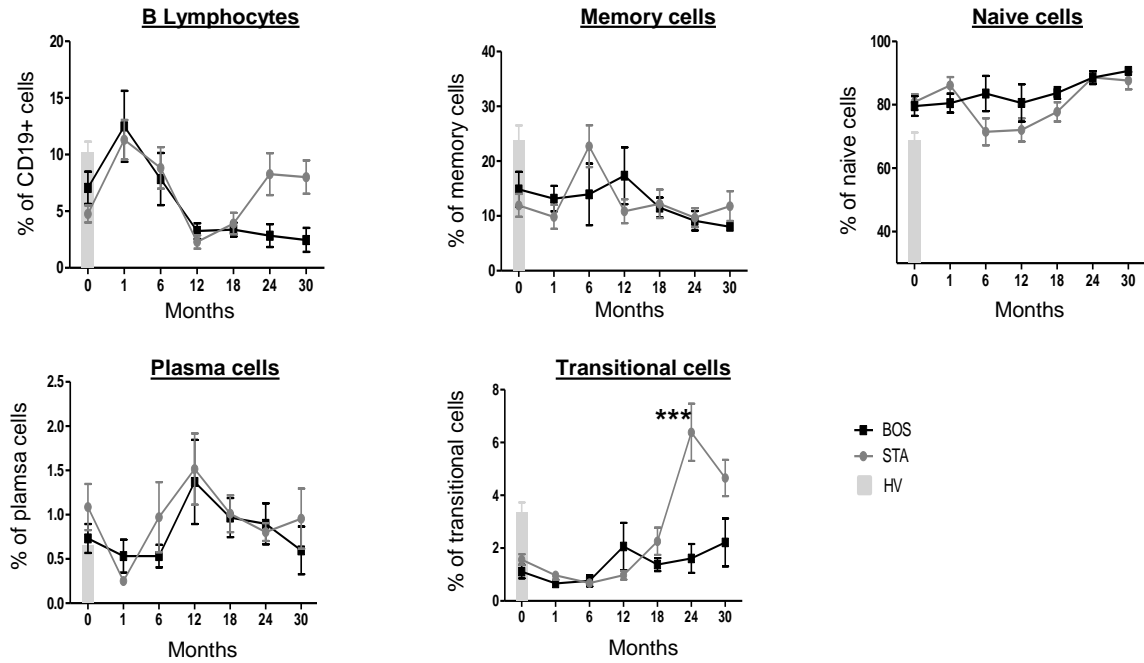 B Lymphocytes
% of CD19+ cells
20
15
10
5
0
0 1 6 12 18 24 30
Months
Memory cells
% of memory cells
40
30
20
10
0
0 1 6 12 18 24 30
Months
Naive cells
% of naive cells
100
80
60
40
0 1 6 12 18 24 30
Months
Plasma cells
% of plamsa cells
2.5
2.0
1.5
1.0
0.5
0.0
0 1 6 12 18 24 30
Months
Transitional cells
% of transitional cells
8
6
4
2
0
***
0 1 6 12 18 24 30
Months
BOS
STA
HV